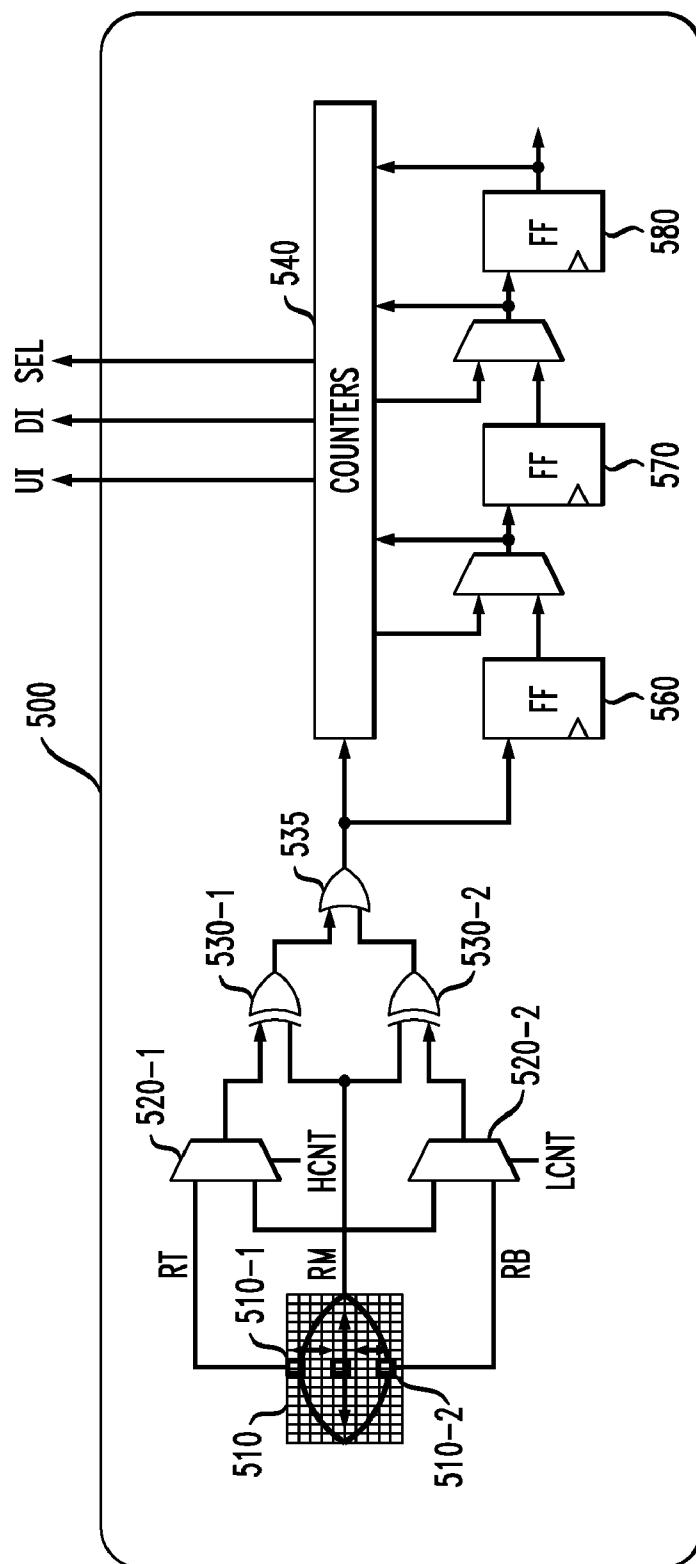 500
UI
DI
SEL
540
COUNTERS
535
530-1
530-2
520-1
520-2
HCNT
LCNT
RT
RM
RB
510-1
510
510-2
FF
560
FF
570
FF
580